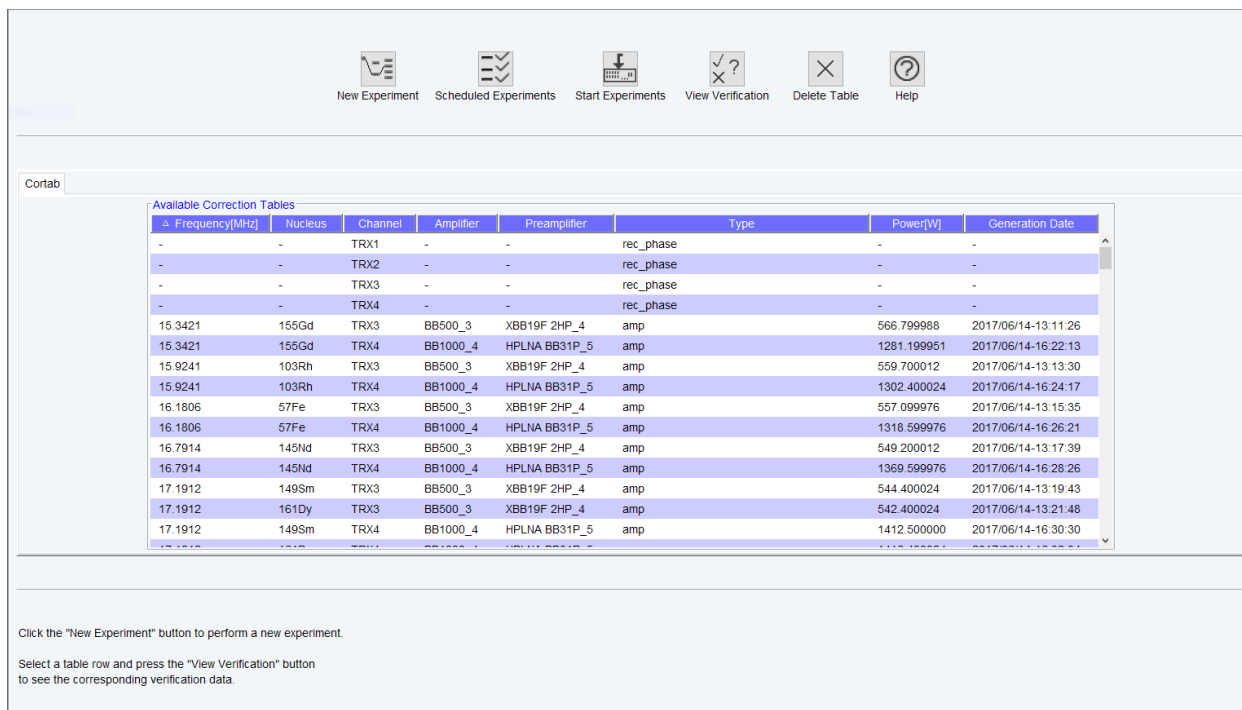 New Experiment Scheduled Experiments Start Experiments View Verification Delete Table Help
Cortab
Available Correction Tables
Frequency[MHz] Nucleus Channel Amplifier Preamplifier Type Power[W] Generation Date
- - TRX1 - - rec_phase - -
- - TRX2 - - rec_phase - -
- - TRX3 - - rec_phase - -
- - TRX4 - - rec_phase - -
15.3421 155Gd TRX3 BB500_3 XBB19F 2HP_4 amp 566.799988 2017/06/14-13:11:26
15.3421 155Gd TRX4 BB1000_4 HPLNA BB31P_5 amp 1281.199951 2017/06/14-16:22:13
15.9241 103Rh TRX3 BB500_3 XBB19F 2HP_4 amp 559.700012 2017/06/14-13:13:30
15.9241 103Rh TRX4 BB1000_4 HPLNA BB31P_5 amp 1302.400024 2017/06/14-16:24:17
16.1806 57Fe TRX3 BB500_3 XBB19F 2HP_4 amp 557.099976 2017/06/14-13:15:35
16.1806 57Fe TRX4 BB1000_4 HPLNA BB31P_5 amp 1318.599976 2017/06/14-16:26:21
16.7914 145Nd TRX3 BB500_3 XBB19F 2HP_4 amp 549.200012 2017/06/14-13:17:39
16.7914 145Nd TRX4 BB1000_4 HPLNA BB31P_5 amp 1369.599976 2017/06/14-16:28:26
17.1912 149Sm TRX3 BB500_3 XBB19F 2HP_4 amp 544.400024 2017/06/14-13:19:43
17.1912 161Dy TRX3 BB500_3 XBB19F 2HP_4 amp 542.400024 2017/06/14-13:21:48
17.1912 149Sm TRX4 BB1000_4 HPLNA BB31P_5 amp 1412.500000 2017/06/14-16:30:30
Click the "New Experiment" button to perform a new experiment.
Select a table row and press the "View Verification" button
to see the corresponding verification data.